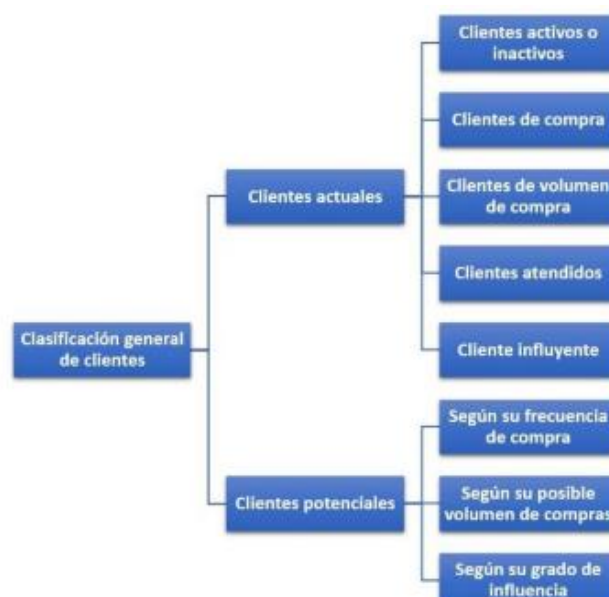 Clasificación general
de clientes
Clientes actuales
Clientes activos o
inactivos
Clientes de compra
Clientes de volumen
de compra
Clientes atendidos
Cliente influyente
Clientes potenciales
Según su frecuencia
de compra
Según su posible
volumen de compras
Según su grado de
influencia